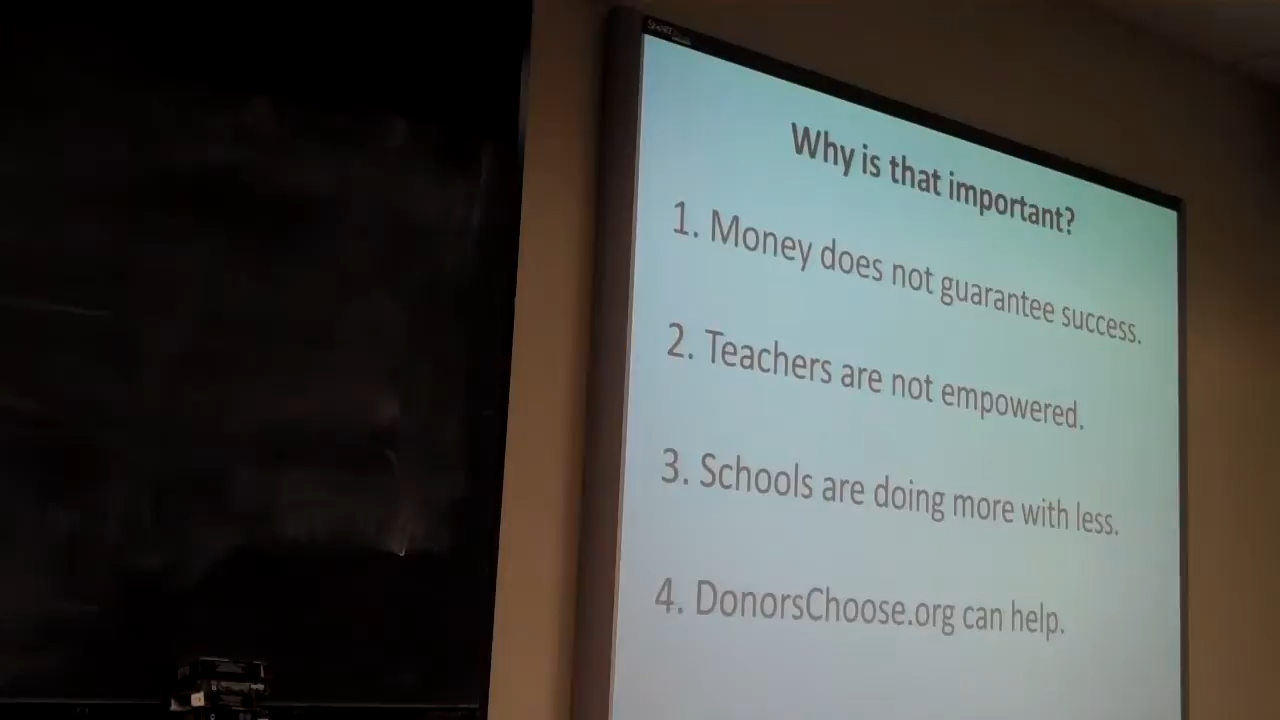 SMART
Why is that important?
1. Money does not guarantee success.
2. Teachers are not empowered.
3. Schools are doing more with less.
4. DonorsChoose.org can help.